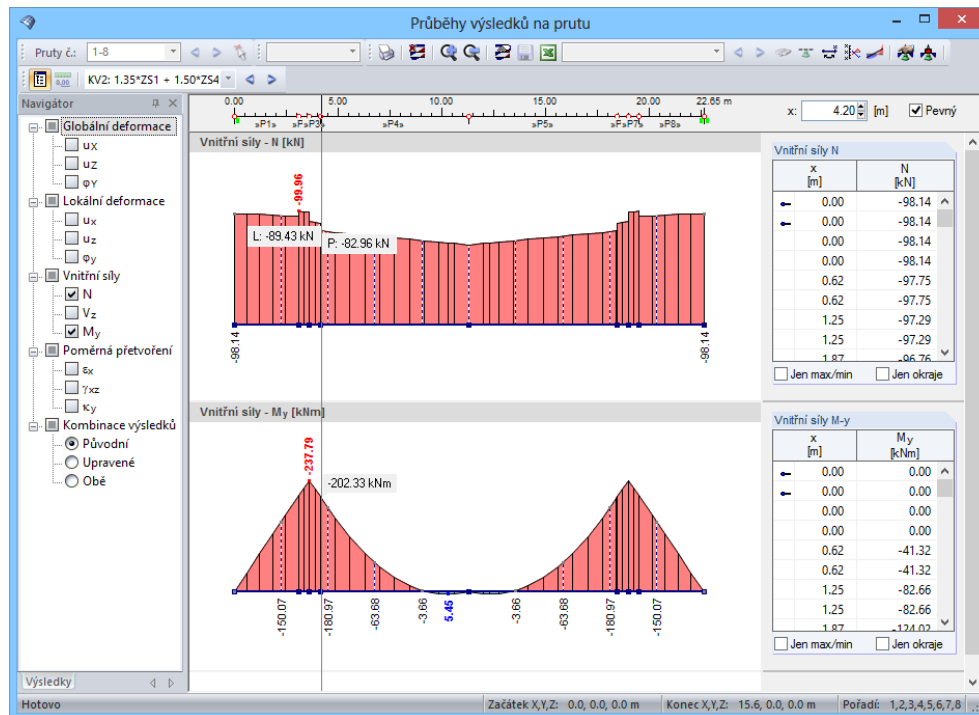 Průběhy výsledků na prutu
Pruty č.: 1-8
0,00 KV2: 1.35*ZS1 + 1.50*ZS4
Navigátor
Globální deformace
uX
uZ
φY
Lokální deformace
ux
uz
φy
Vnitřní síly
N
Vz
My
Poměrná přetvoření
εx
γxz
κy
Kombinace výsledků
Původní
Upravené
Obě
Výsledky
0.00 5.00 10.00 15.00 20.00 22.65 m
»P1» »P»P3» »P4» »P5» »P»P7» »P8»
x: 4.20 [m] Pevný
Vnitřní síly - N [kN]
-99.96
L: -89.43 kN
P: -82.96 kN
-98.14 -98.14
Vnitřní síly - My [kNm]
-237.79
-202.33 kNm
-150.07 -180.97 -63.68 -3.66 5.45 -3.66 -63.68 -180.97 -150.07
Vnitřní síly N
x N
[m] [kN]
0.00 -98.14
0.00 -98.14
0.00 -98.14
0.00 -98.14
0.62 -97.75
0.62 -97.75
1.25 -97.29
1.25 -97.29
1.87 -96.76
Jen max/min Jen okraje
Vnitřní síly M-y
x My
[m] [kNm]
0.00 0.00
0.00 0.00
0.00 0.00
0.00 0.00
0.62 -41.32
0.62 -41.32
1.25 -82.66
1.25 -82.66
1.87 -124.02
Jen max/min Jen okraje
Hotovo Začátek X,Y,Z: 0.0, 0.0, 0.0 m Konec X,Y,Z: 15.6, 0.0, 0.0 m Pořadí: 1,2,3,4,5,6,7,8